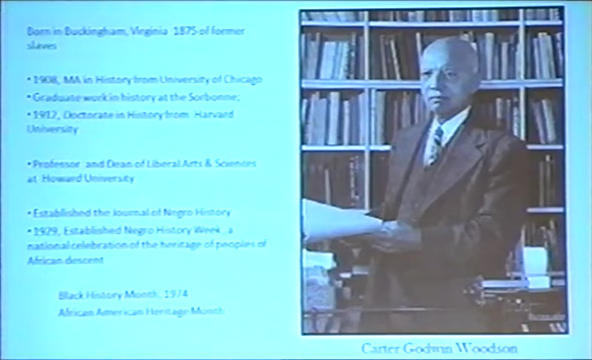 Born in Buckingham, Virginia 1875 of former
slaves
• 1908, MA in History from University of Chicago
• Graduate work in history at the Sorbonne;
• 1912, Doctorate in History from Harvard
University
• Professor and Dean of Liberal Arts & Sciences
at Howard University
• Established the Journal of Negro History
• 1929, Established Negro History Week, a
national celebration of the heritage of peoples of
African descent
Black History Month, 1974
African American Heritage Month
Carter Godwin Woodson